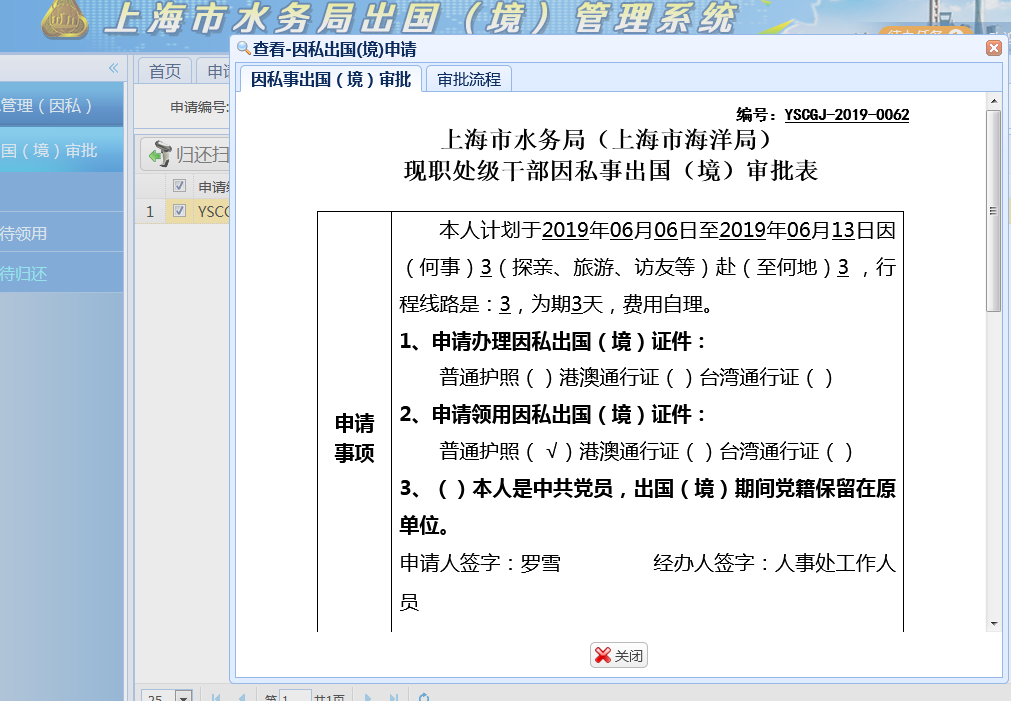 上海市水务局出国（境）管理系统
待办任务
管理（因私）
国（境）审批
待领用
待归还
首页
申请编号:
归还扫
申请
1 YSCG
查看-因私出国(境)申请
因私事出国（境）审批 审批流程
编号：YSCGJ-2019-0062
上海市水务局（上海市海洋局）
现职处级干部因私事出国（境）审批表
申请
事项
本人计划于2019年06月06日至2019年06月13日因
（何事）3（探亲、旅游、访友等）赴（至何地）3 ，行
程线路是：3，为期3天，费用自理。
1、申请办理因私出国（境）证件：
普通护照（ ）港澳通行证（ ）台湾通行证（ ）
2、申请领用因私出国（境）证件：
普通护照（ √ ）港澳通行证（ ）台湾通行证（ ）
3、（ ）本人是中共党员，出国（境）期间党籍保留在原
单位。
申请人签字：罗雪 经办人签字：人事处工作人
员
关闭
25 第 1 共1页